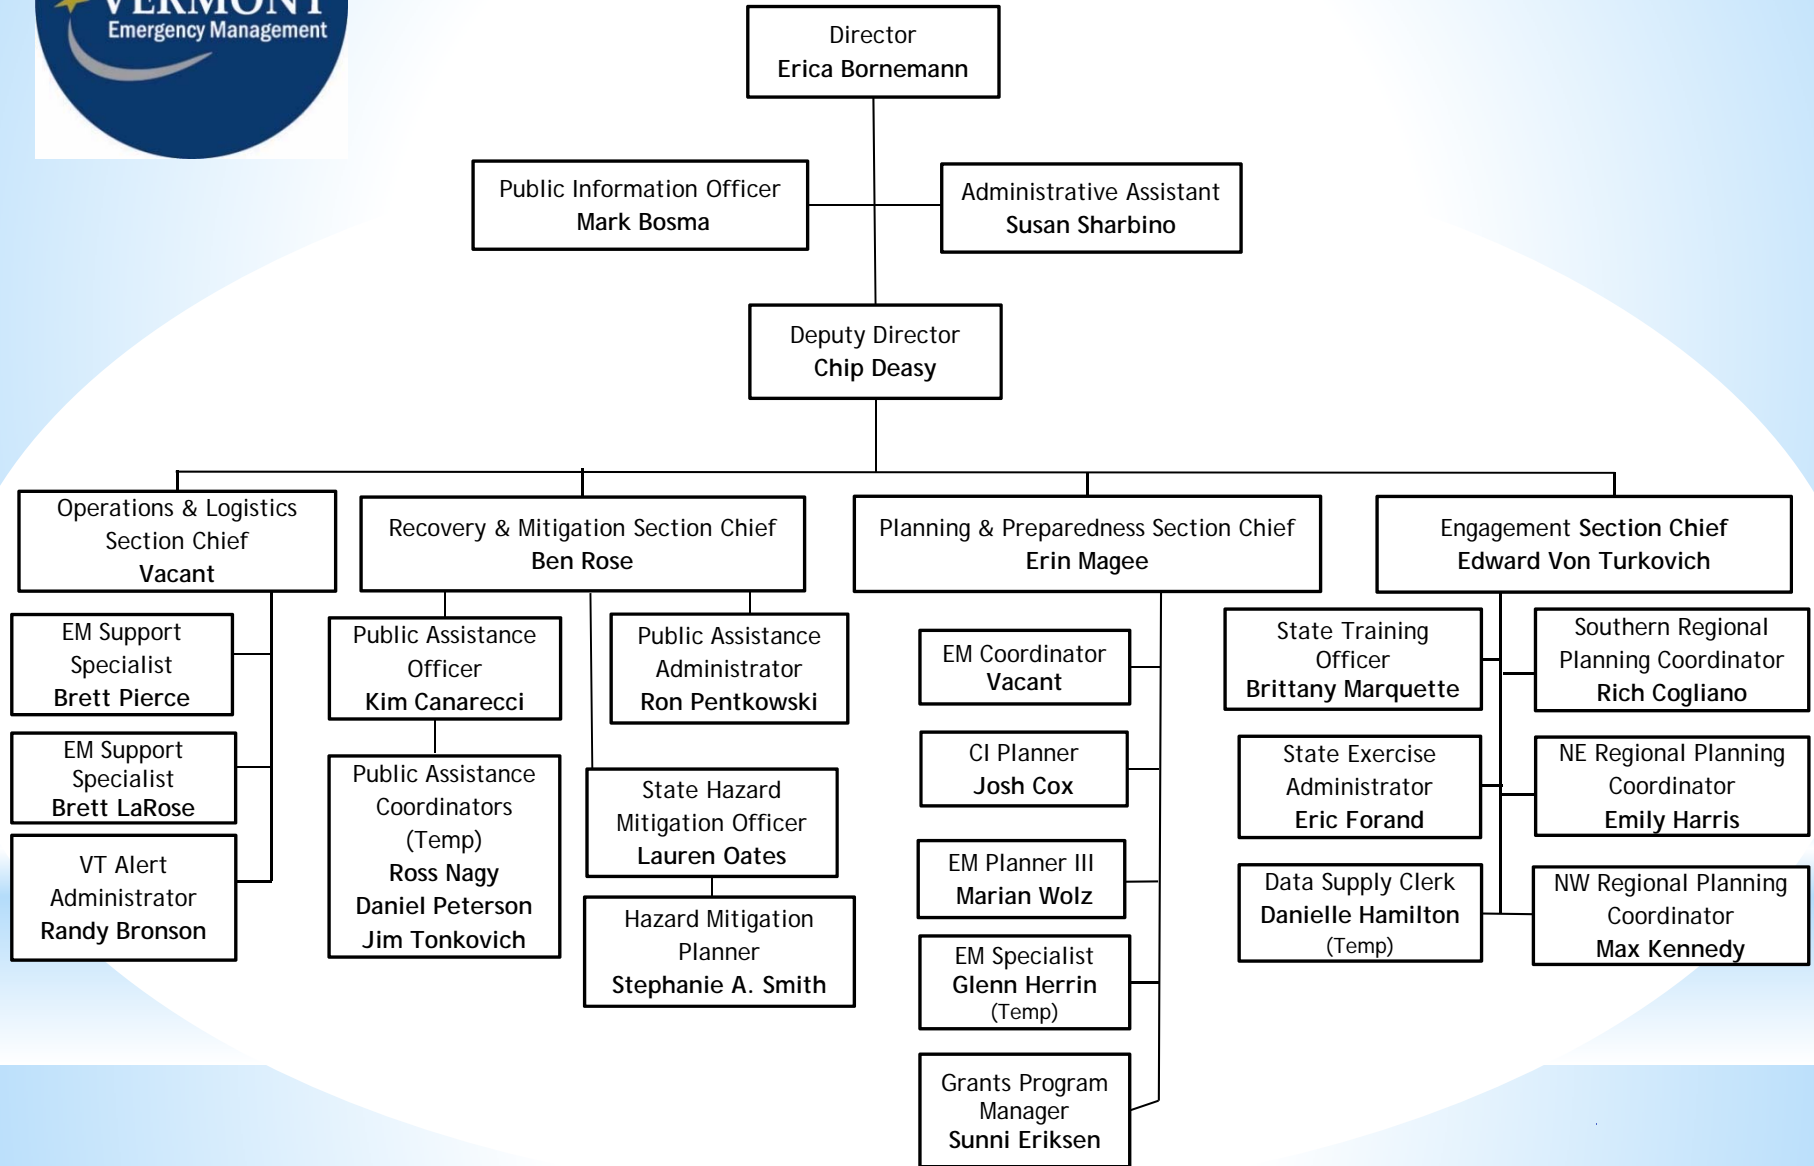 VERMONT
Emergency Management
Director
Erica Bornemann
Public Information Officer
Mark Bosma
Administrative Assistant
Susan Sharbino
Deputy Director
Chip Deasy
Operations & Logistics
Section Chief
Vacant
Recovery & Mitigation Section Chief
Ben Rose
Planning & Preparedness Section Chief
Erin Magee
Engagement Section Chief
Edward Von Turkovich
EM Support
Specialist
Brett Pierce
EM Support
Specialist
Brett LaRose
VT Alert
Administrator
Randy Bronson
Public Assistance
Officer
Kim Canarecci
Public Assistance
Coordinators
(Temp)
Ross Nagy
Daniel Peterson
Jim Tonkovich
Public Assistance
Administrator
Ron Pentkowski
State Hazard
Mitigation Officer
Lauren Oates
Hazard Mitigation
Planner
Stephanie A. Smith
EM Coordinator
Vacant
CI Planner
Josh Cox
EM Planner III
Marian Wolz
EM Specialist
Glenn Herrin
(Temp)
Grants Program
Manager
Sunni Eriksen
State Training
Officer
Brittany Marquette
State Exercise
Administrator
Eric Forand
Data Supply Clerk
Danielle Hamilton
(Temp)
Southern Regional
Planning Coordinator
Rich Cogliano
NE Regional Planning
Coordinator
Emily Harris
NW Regional Planning
Coordinator
Max Kennedy